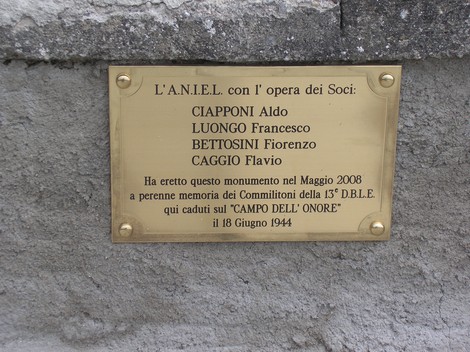 L'A.N.I.E.L. con l' opera dei Soci:
CIAPPONI Aldo
LUONGO Francesco
BETTOSINI Fiorenzo
CAGGIO Flavio
Ha eretto questo monumento nel Maggio 2008
a perenne memoria dei Commilitoni della 13e D.B.L.E.
qui caduti sul "CAMPO DELL' ONORE"
il 18 Giugno 1944